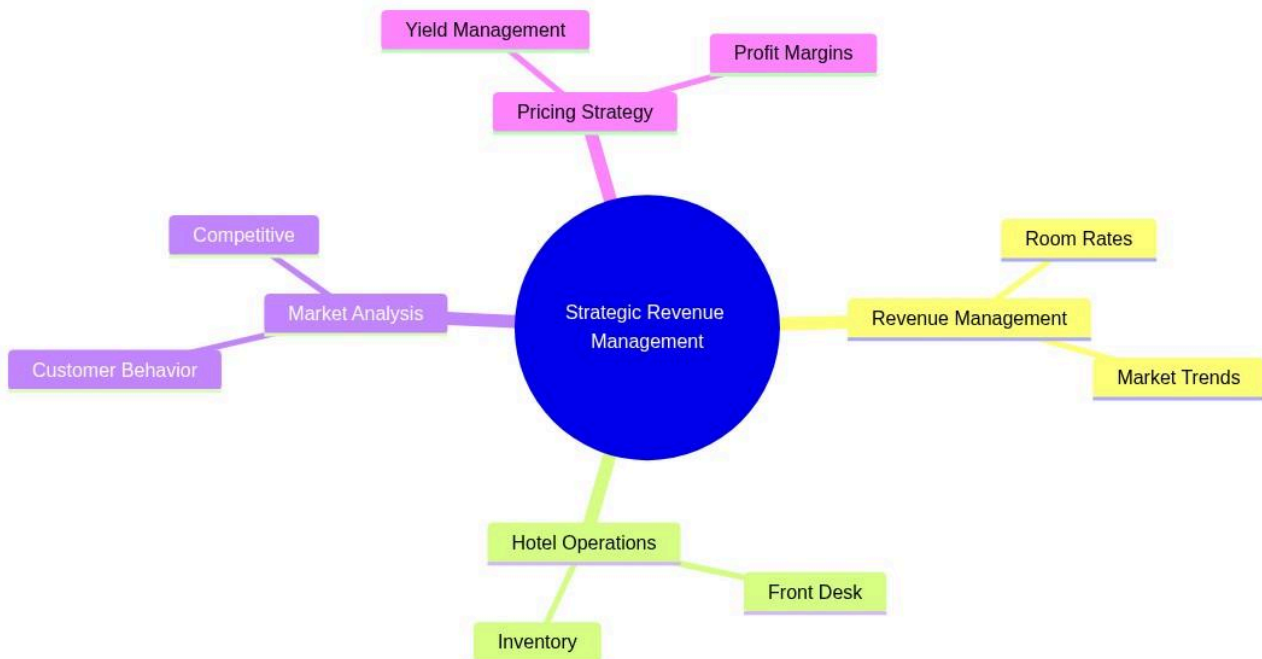 Yield Management
Profit Margins
Pricing Strategy
Competitive
Market Analysis
Customer Behavior
Strategic Revenue
Management
Room Rates
Revenue Management
Market Trends
Hotel Operations
Front Desk
Inventory